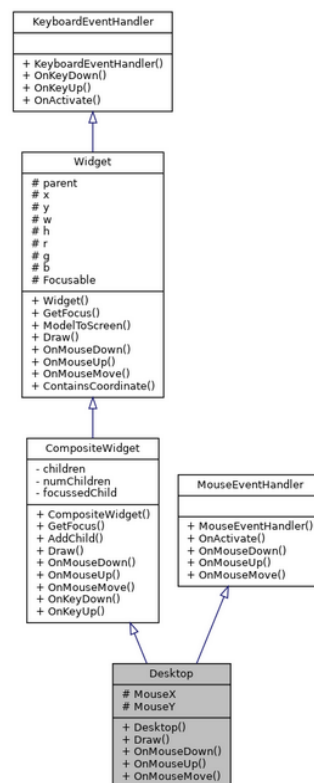 KeyboardEventHandler
+ KeyboardEventHandler()
+ OnKeyDown()
+ OnKeyUp()
+ OnActivate()
Widget
# parent
# x
# y
# w
# h
# r
# g
# b
# Focusable
+ Widget()
+ GetFocus()
+ ModelToScreen()
+ Draw()
+ OnMouseDown()
+ OnMouseUp()
+ OnMouseMove()
+ ContainsCoordinate()
CompositeWidget
- children
- numChildren
- focussedChild
+ CompositeWidget()
+ GetFocus()
+ AddChild()
+ Draw()
+ OnMouseDown()
+ OnMouseUp()
+ OnMouseMove()
+ OnKeyDown()
+ OnKeyUp()
MouseEventHandler
+ MouseEventHandler()
+ OnActivate()
+ OnMouseDown()
+ OnMouseUp()
+ OnMouseMove()
Desktop
# MouseX
# MouseY
+ Desktop()
+ Draw()
+ OnMouseDown()
+ OnMouseUp()
+ OnMouseMove()